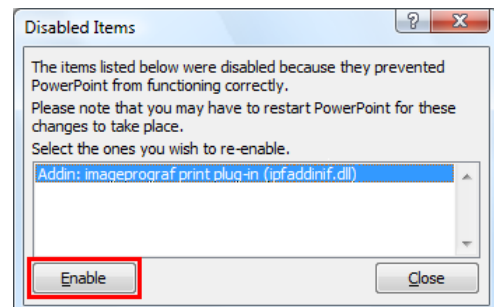 Disabled Items
The items listed below were disabled because they prevented
PowerPoint from functioning correctly.
Please note that you may have to restart PowerPoint for these
changes to take place.
Select the ones you wish to re-enable.
Addin: imageprograf print plug-in (ipfaddinif.dll)
Enable Close